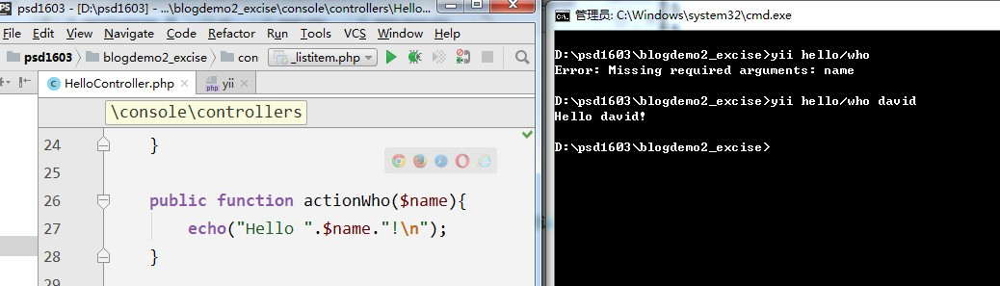 PS psd1603 - [D:\psd1603] - ...\blogdemo2_excise\console\controllers\Hello...
File Edit View Navigate Code Refactor Run Tools VCS Window Help
psd1603 blogdemo2_excise con _listitem.php
HelloController.php yii
\console\controllers
24 }
25
26 public function actionWho($name){
27 echo("Hello ".$name."!\n");
28 }
29
管理员: C:\Windows\system32\cmd.exe
D:\psd1603\blogdemo2_excise>yii hello/who
Error: Missing required arguments: name
D:\psd1603\blogdemo2_excise>yii hello/who david
Hello david!
D:\psd1603\blogdemo2_excise>